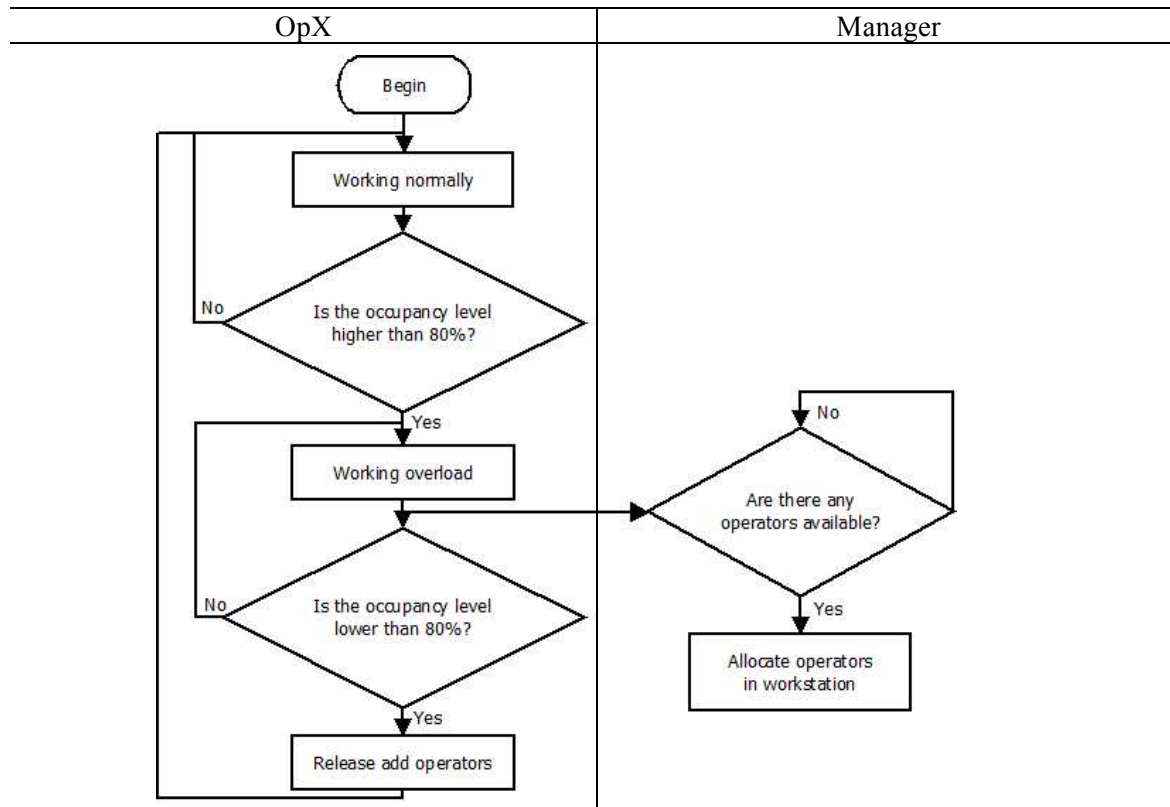 OpX
Manager
Begin
Working normally
No
Is the occupancy level
higher than 80%?
Yes
Working overload
No
Is the occupancy level
lower than 80%?
Yes
Release add operators
No
Are there any
operators available?
Yes
Allocate operators
in workstation